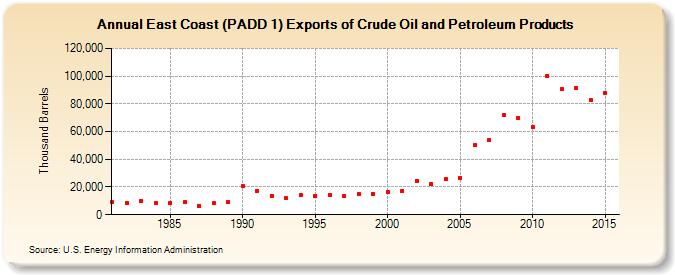 Annual East Coast (PADD 1) Exports of Crude Oil and Petroleum Products
Thousand Barrels
120,000
100,000
80,000
60,000
40,000
20,000
0
1985 1990 1995 2000 2005 2010 2015
Source: U.S. Energy Information Administration